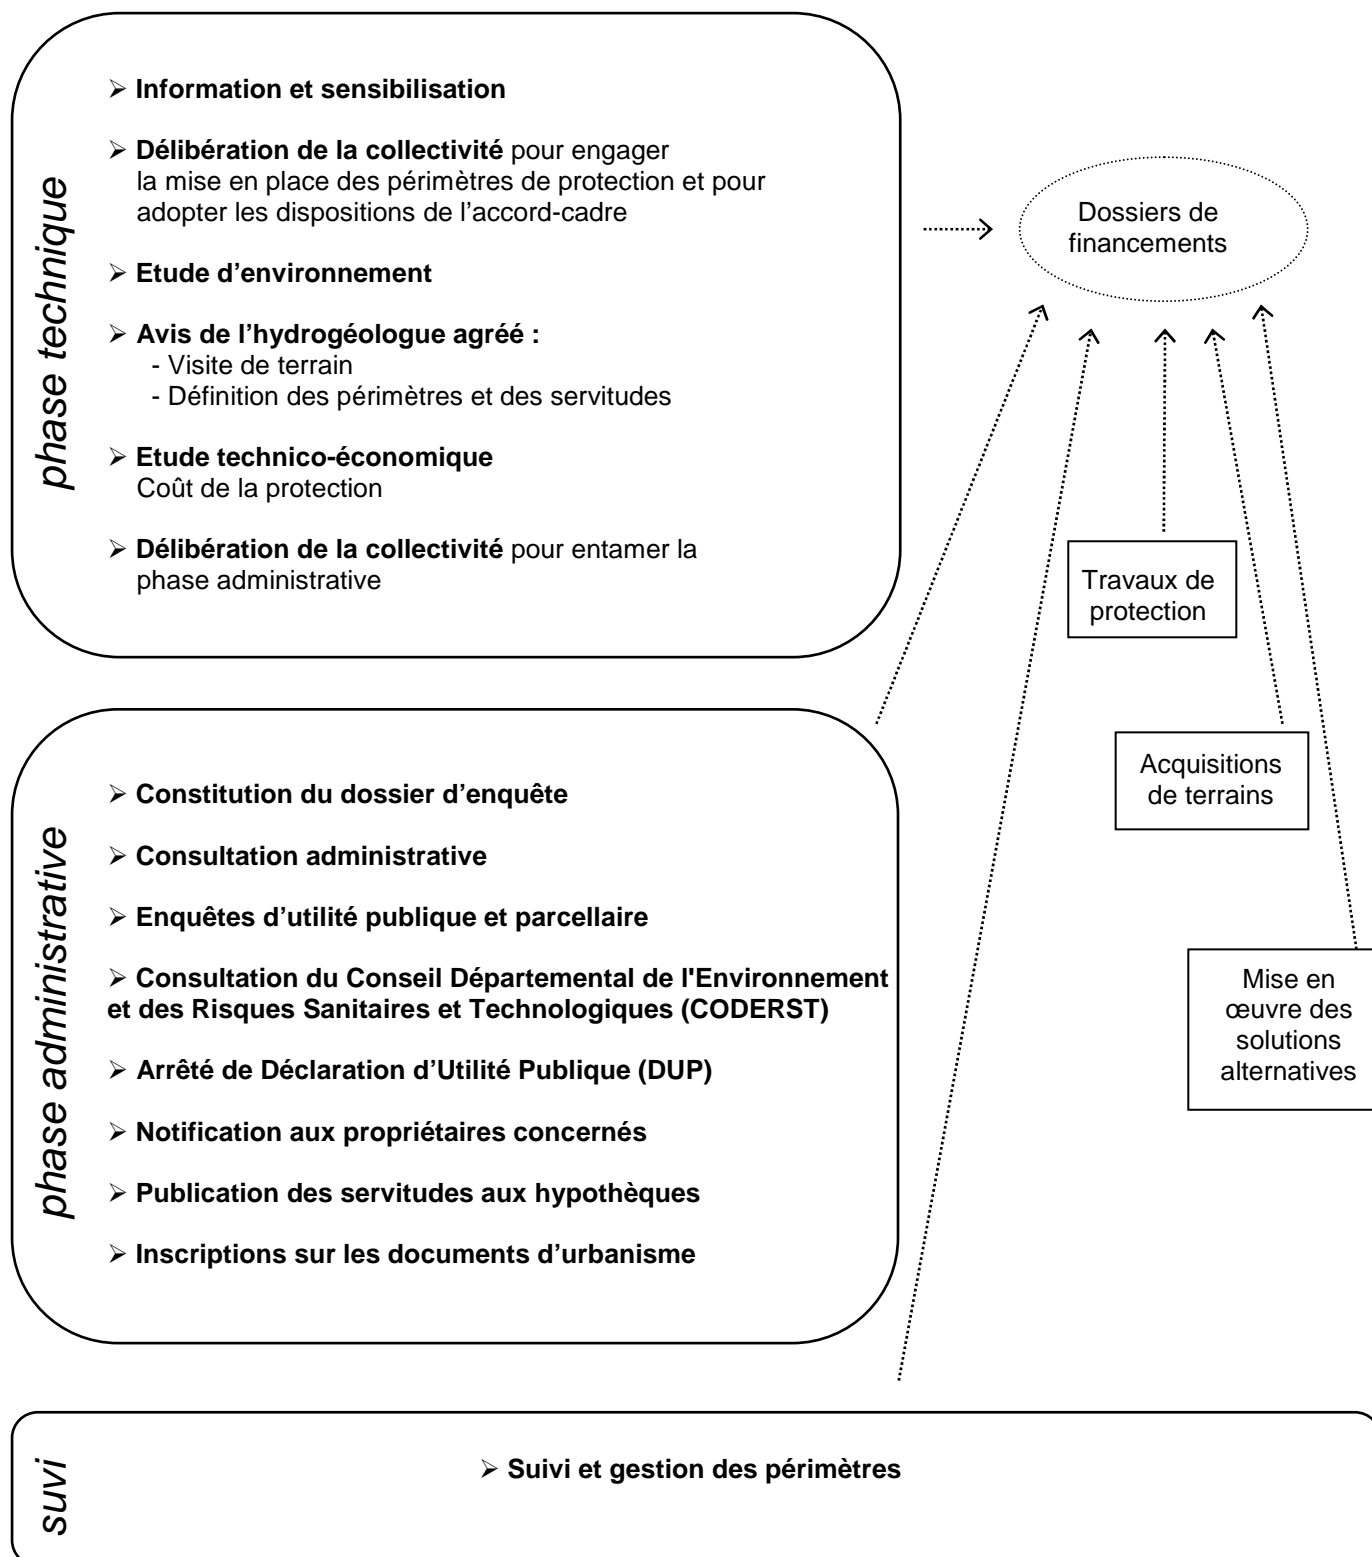 phase technique
➢ Information et sensibilisation
➢ Délibération de la collectivité pour engager
la mise en place des périmètres de protection et pour
adopter les dispositions de l’accord-cadre
➢ Etude d’environnement
➢ Avis de l’hydrogéologue agréé :
- Visite de terrain
- Définition des périmètres et des servitudes
➢ Etude technico-économique
Coût de la protection
➢ Délibération de la collectivité pour entamer la
phase administrative
Dossiers de
financements
Travaux de
protection
Acquisitions
de terrains
Mise en
œuvre des
solutions
alternatives
phase administrative
➢ Constitution du dossier d’enquête
➢ Consultation administrative
➢ Enquêtes d’utilité publique et parcellaire
➢ Consultation du Conseil Départemental de l'Environnement
et des Risques Sanitaires et Technologiques (CODERST)
➢ Arrêté de Déclaration d’Utilité Publique (DUP)
➢ Notification aux propriétaires concernés
➢ Publication des servitudes aux hypothèques
➢ Inscriptions sur les documents d’urbanisme
suivi
➢ Suivi et gestion des périmètres